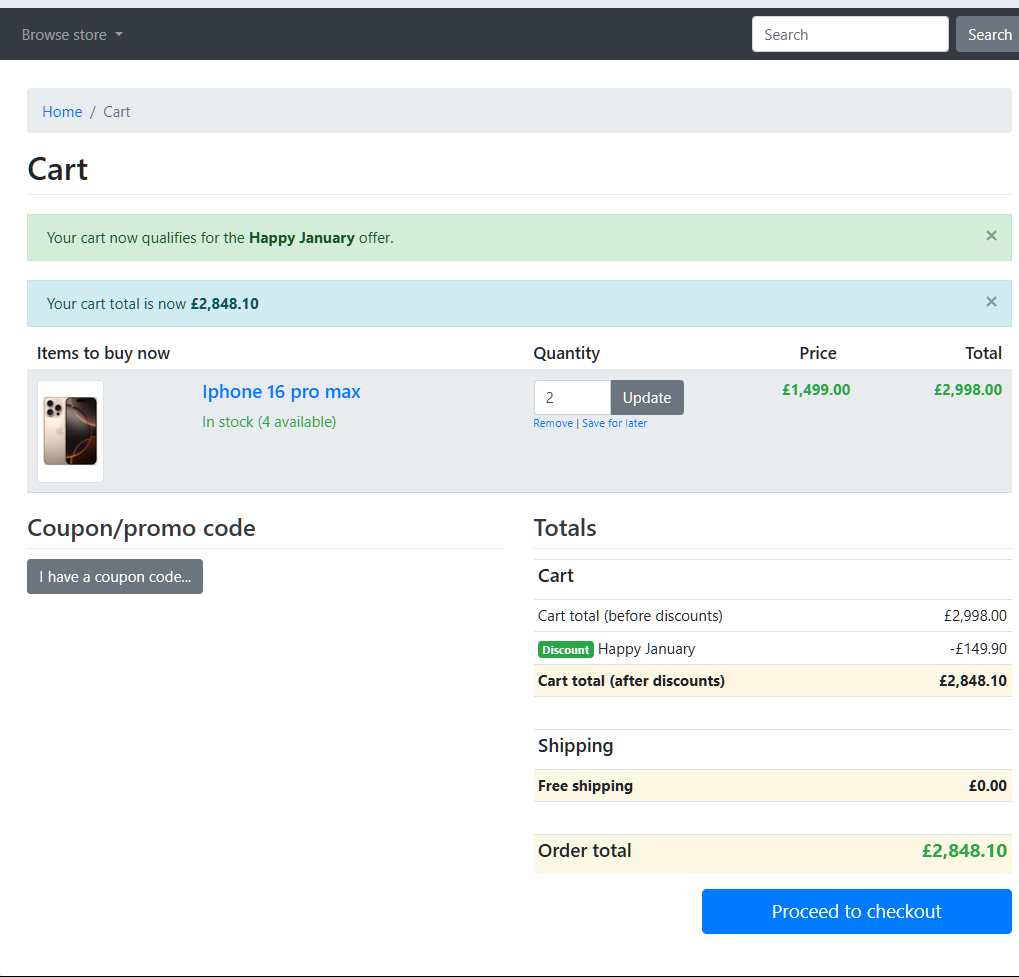 Browse store
Search
Search
Home / Cart
Cart
Your cart now qualifies for the Happy January offer.
×
Your cart total is now £2,848.10
×
Items to buy now Quantity Price Total
Iphone 16 pro max
2 Update £1,499.00 £2,998.00
In stock (4 available)
Remove | Save for later
Coupon/promo code
I have a coupon code...
Totals
Cart
Cart total (before discounts) £2,998.00
Discount Happy January -£149.90
Cart total (after discounts) £2,848.10
Shipping
Free shipping £0.00
Order total £2,848.10
Proceed to checkout